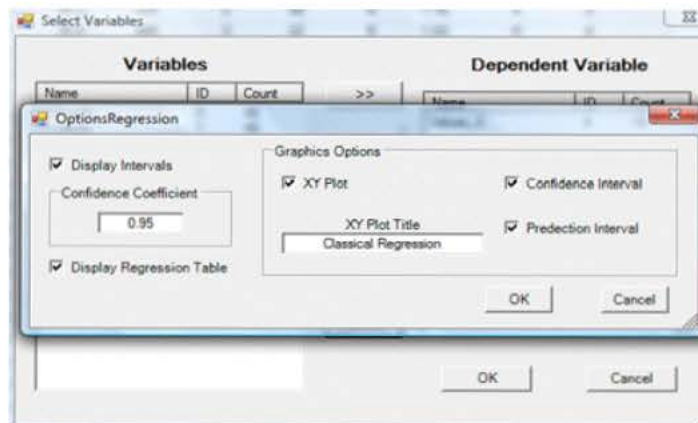 Select Variables
Variables
Dependent Variable
Name ID Count
>>
Name ID Count
OptionsRegression
Display Intervals
Confidence Coefficient
0.95
Display Regression Table
Graphics Options
XY Plot
Confidence Interval
XY Plot Title
Classical Regression
Predection Interval
OK
Cancel
OK
Cancel